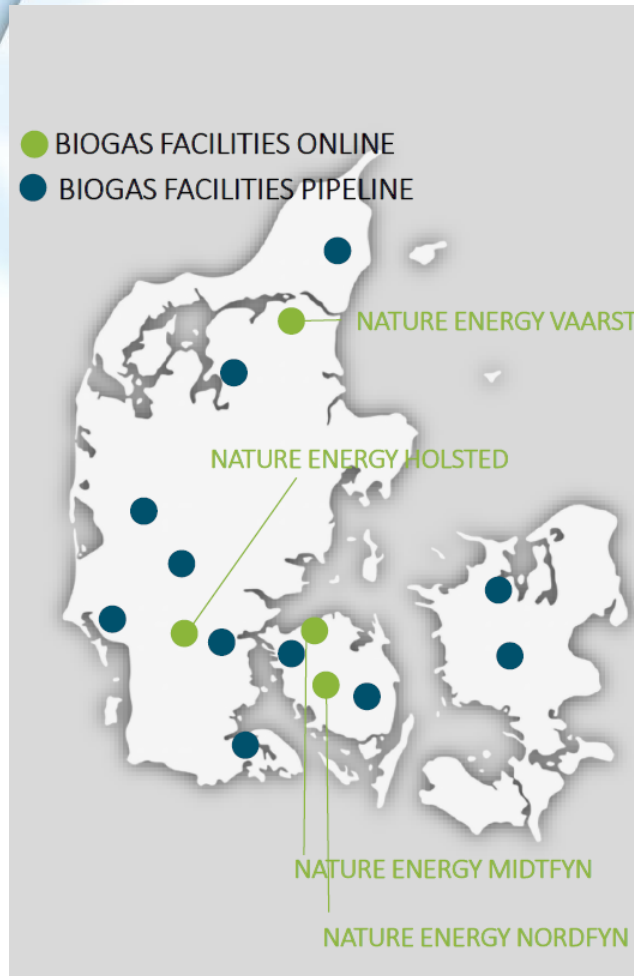 BIOGAS FACILITIES ONLINE
BIOGAS FACILITIES PIPELINE
NATURE ENERGY VAARST
NATURE ENERGY HOLSTED
NATURE ENERGY MIDTFYN
NATURE ENERGY NORDFYN